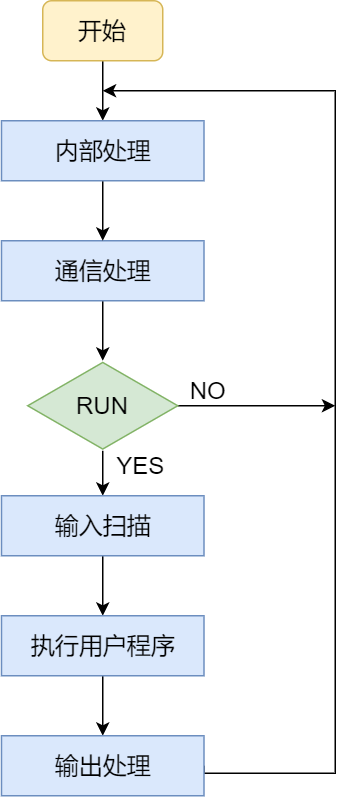 开始
内部处理
通信处理
RUN
NO
YES
输入扫描
执行用户程序
输出处理